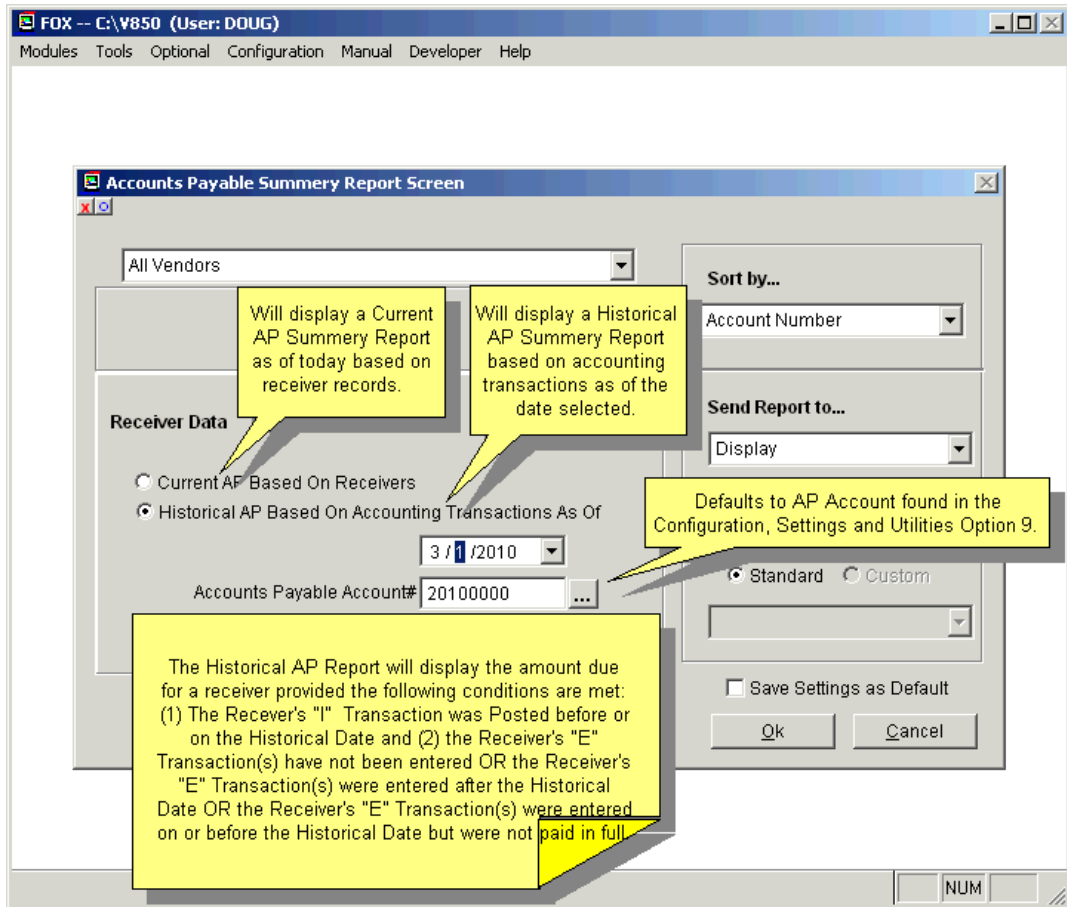 FOX -- C:\V850 (User: DOUG)
Modules Tools Optional Configuration Manual Developer Help
Accounts Payable Summery Report Screen
All Vendors
Will display a Current
AP Summery Report
as of today based on
receiver records.
Will display a Historical
AP Summery Report
based on accounting
transactions as of the
date selected.
Sort by...
Account Number
Receiver Data
Send Report to...
Display
Current AP Based On Receivers
Historical AP Based On Accounting Transactions As Of
Defaults to AP Account found in the
Configuration, Settings and Utilities Option 9.
3 / 1 /2010
Standard Custom
Accounts Payable Account# 20100000 ...
The Historical AP Report will display the amount due
for a receiver provided the following conditions are met:
(1) The Recever's "I" Transaction was Posted before or
on the Historical Date and (2) the Receiver's "E"
Transaction(s) have not been entered OR the Receiver's
"E" Transaction(s) were entered after the Historical
Date OR the Receiver's "E" Transaction(s) were entered
on or before the Historical Date but were not paid in full.
Save Settings as Default
Ok Cancel
NUM